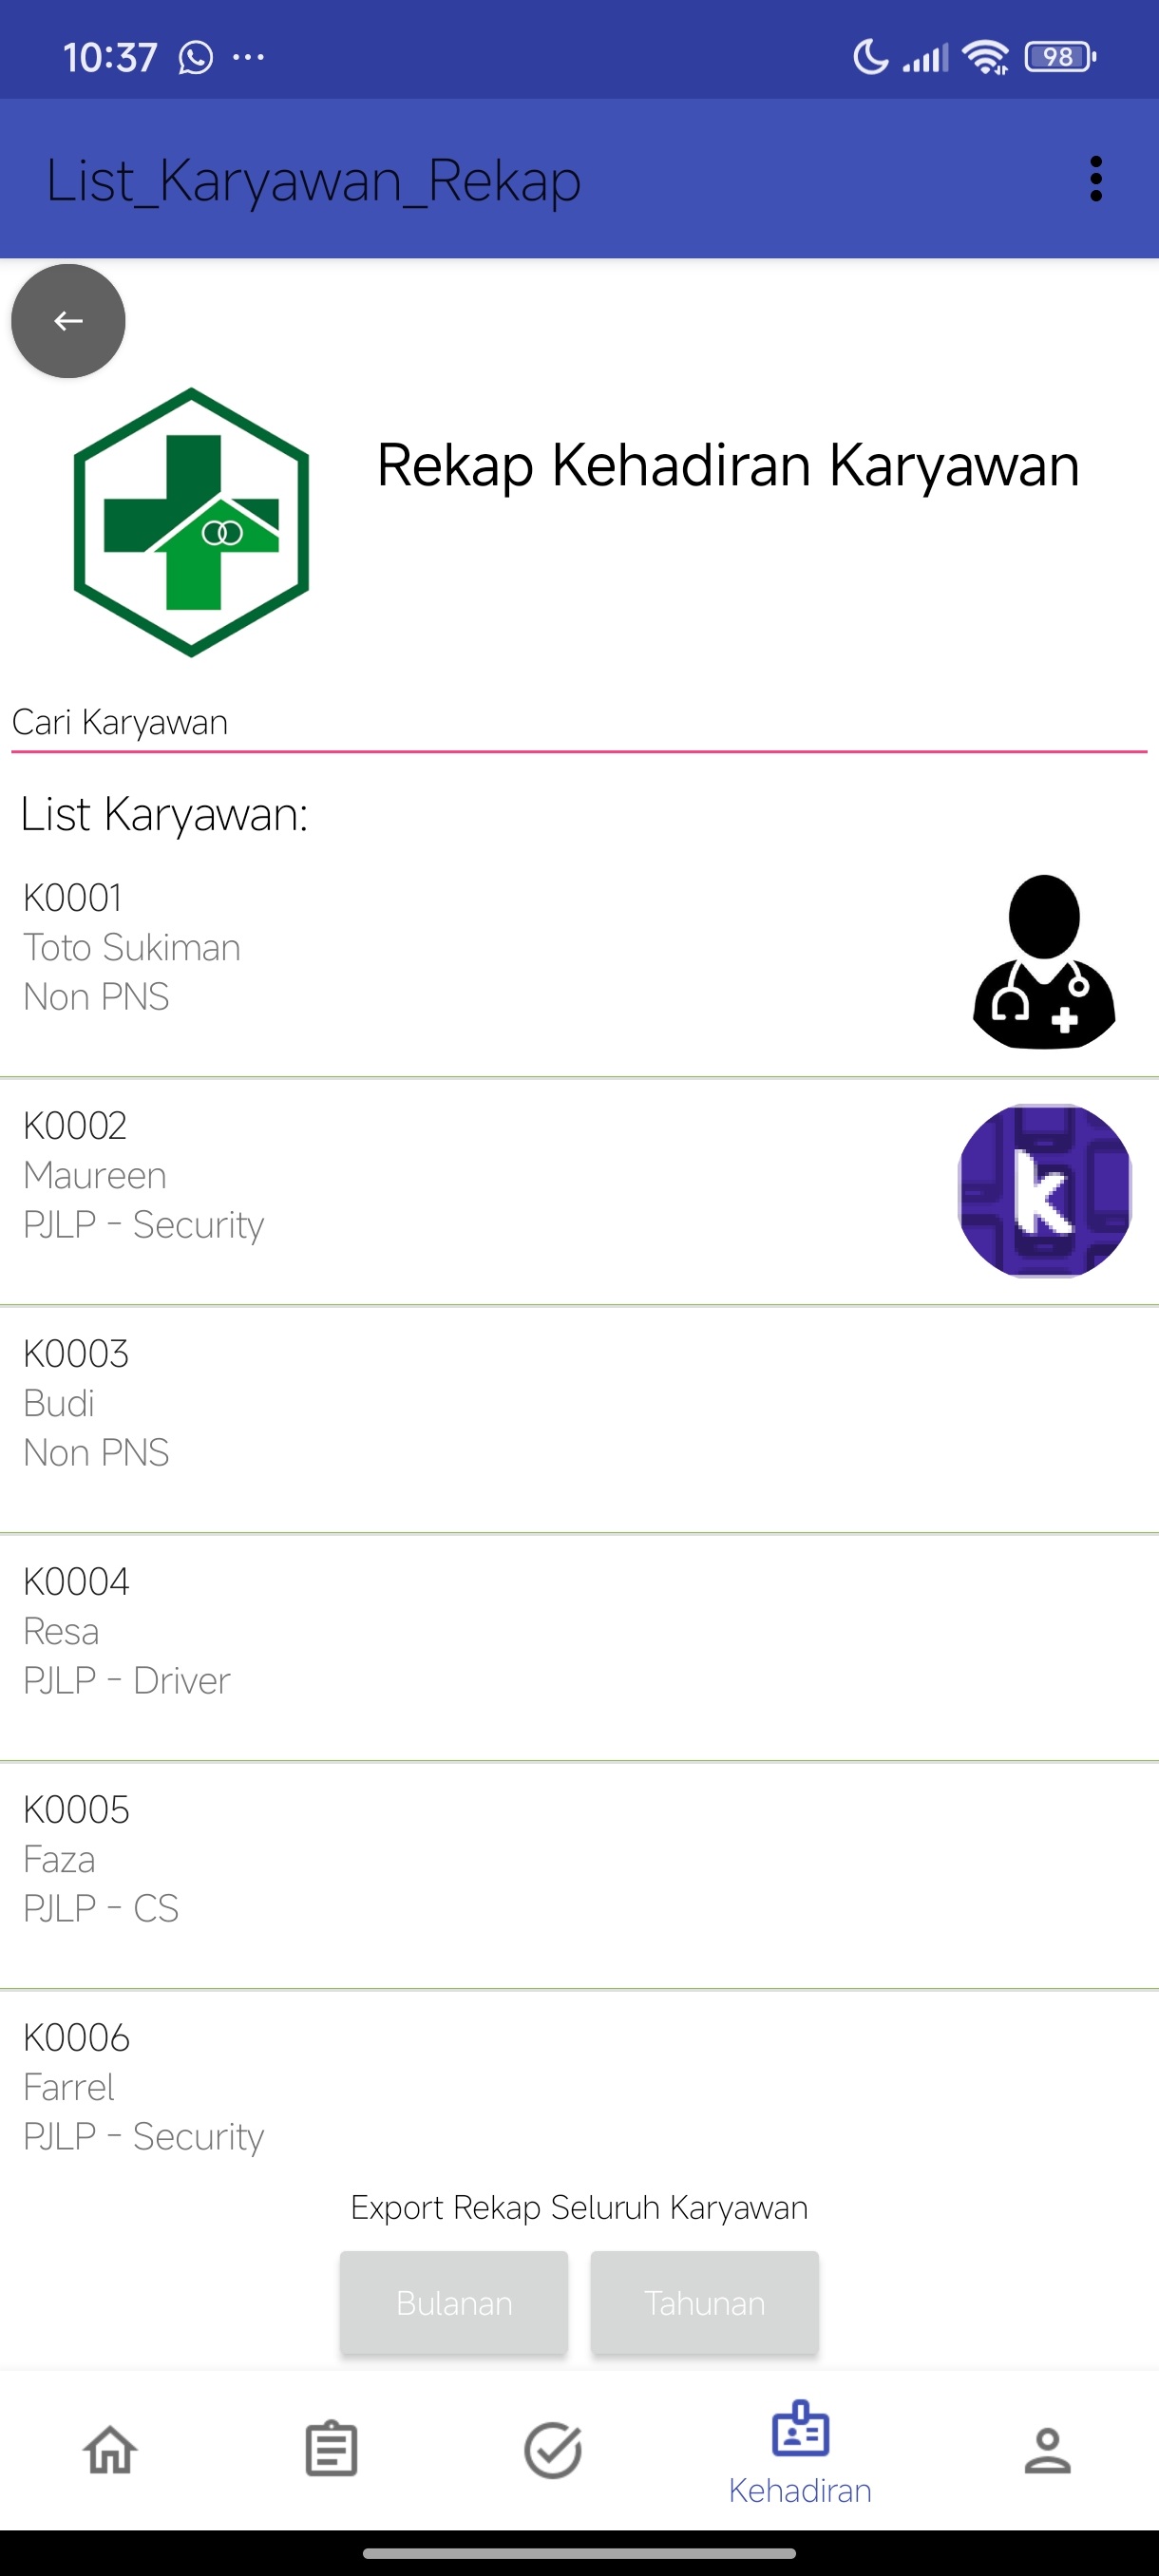 10:37
98
List_Karyawan_Rekap
Rekap Kehadiran Karyawan
Cari Karyawan
List Karyawan:
K0001
Toto Sukiman
Non PNS
K0002
Maureen
PJLP - Security
k
K0003
Budi
Non PNS
K0004
Resa
PJLP - Driver
K0005
Faza
PJLP - CS
K0006
Farrel
PJLP - Security
Export Rekap Seluruh Karyawan
Bulanan
Tahunan
Kehadiran